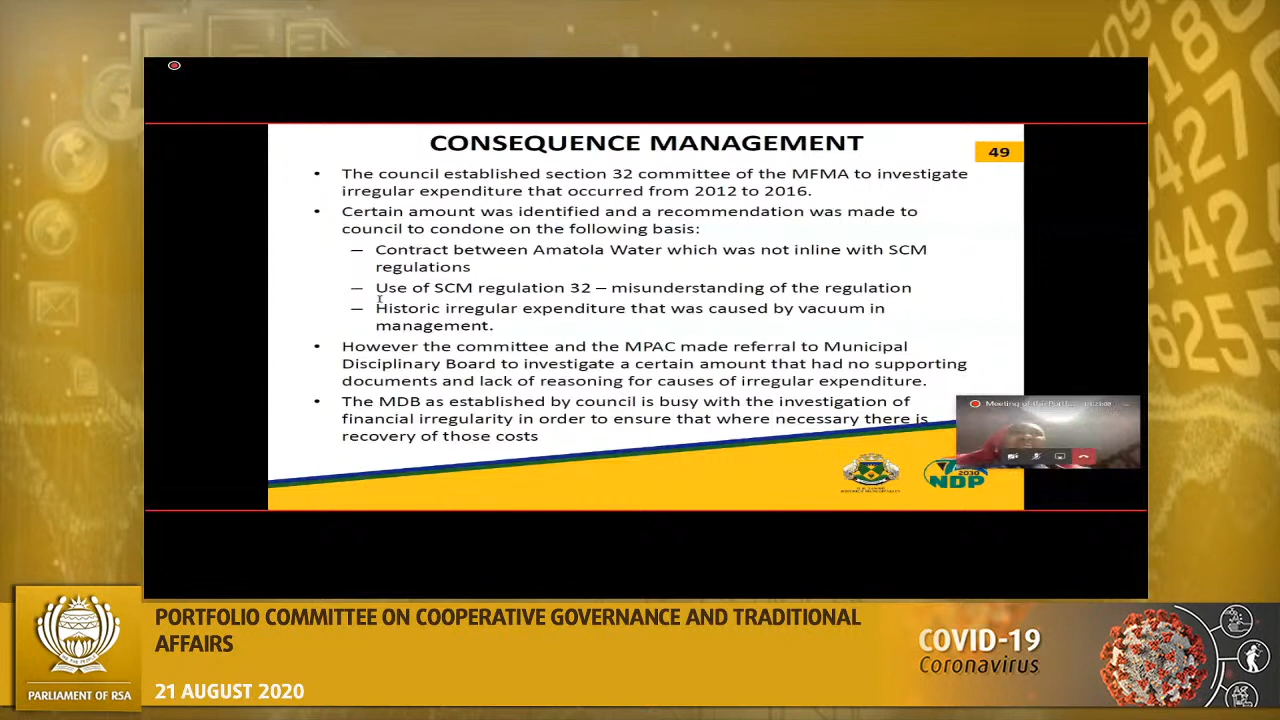 CONSEQUENCE MANAGEMENT
49
• The council established section 32 committee of the MFMA to investigate
irregular expenditure that occurred from 2012 to 2016.
• Certain amount was identified and a recommendation was made to
council to condone on the following basis:
– Contract between Amatola Water which was not inline with SCM
regulations
– Use of SCM regulation 32 – misunderstanding of the regulation
– Historic irregular expenditure that was caused by vacuum in
management.
• However the committee and the MPAC made referral to Municipal
Disciplinary Board to investigate a certain amount that had no supporting
documents and lack of reasoning for causes of irregular expenditure.
• The MDB as established by council is busy with the investigation of
financial irregularity in order to ensure that where necessary there is
recovery of those costs
2030
NDP
PARLIAMENT OF RSA
PORTFOLIO COMMITTEE ON COOPERATIVE GOVERNANCE AND TRADITIONAL
AFFAIRS
21 AUGUST 2020
COVID-19
Coronavirus